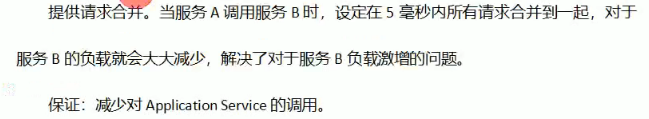 提供请求合并。当服务 A 调用服务 B 时，设定在 5 毫秒内所有请求合并到一起，对于
服务 B 的负载就会大大减少，解决了对于服务 B 负载激增的问题。
保证：减少对 Application Service 的调用。